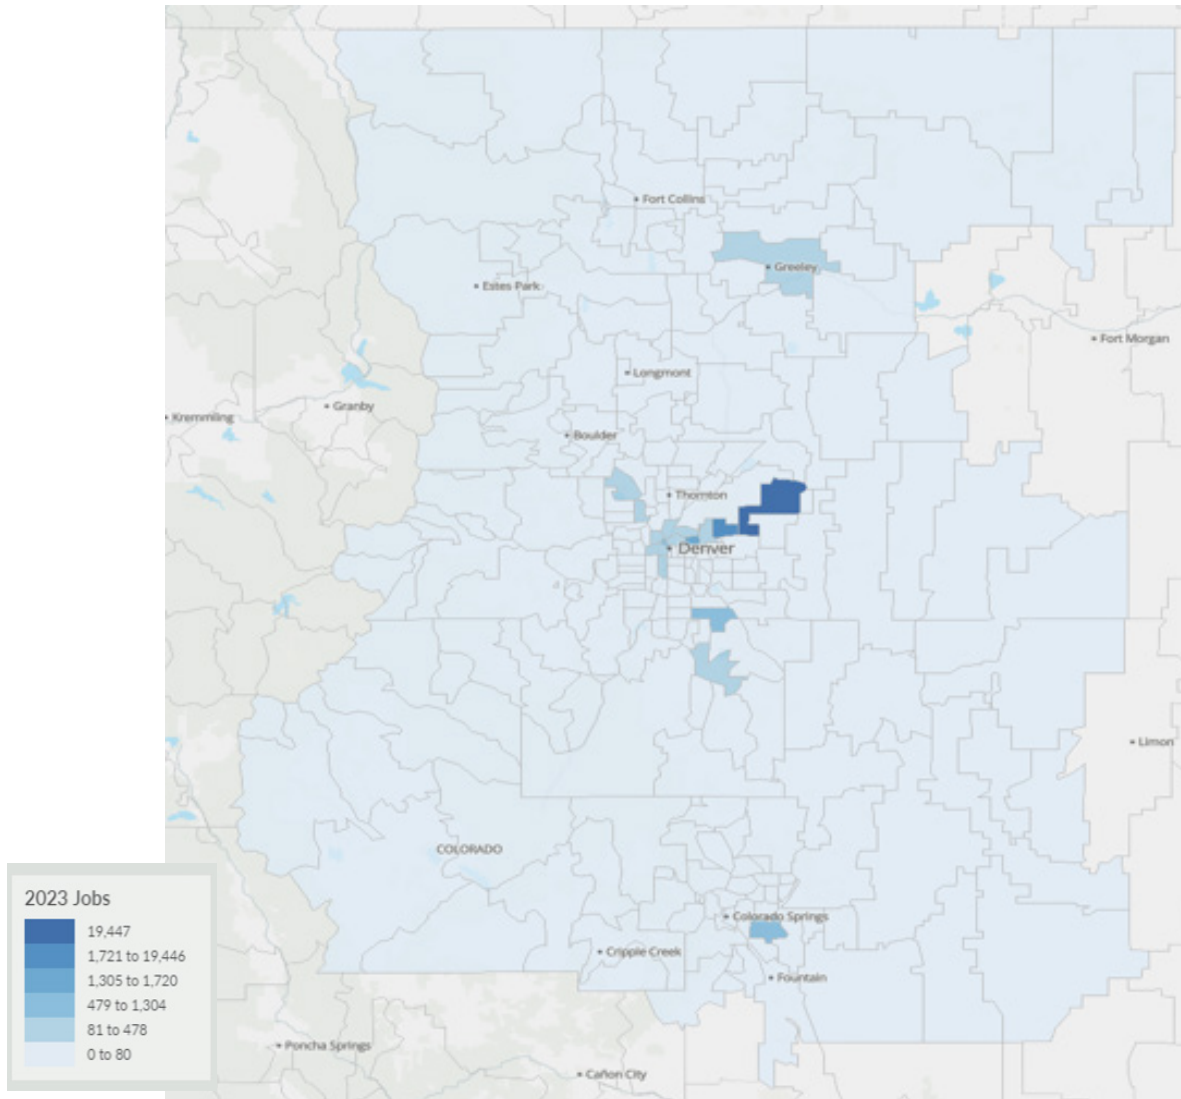 Fort Collins
Greeley
Estes Park
Fort Morgan
Longmont
Granby
Kremmling
Boulder
Thornton
Denver
Limon
COLORADO
2023 Jobs
19,447
1,721 to 19,446
1,305 to 1,720
479 to 1,304
81 to 478
0 to 80
Colorado Springs
Cripple Creek
Fountain
Poncha Springs
Cañon City